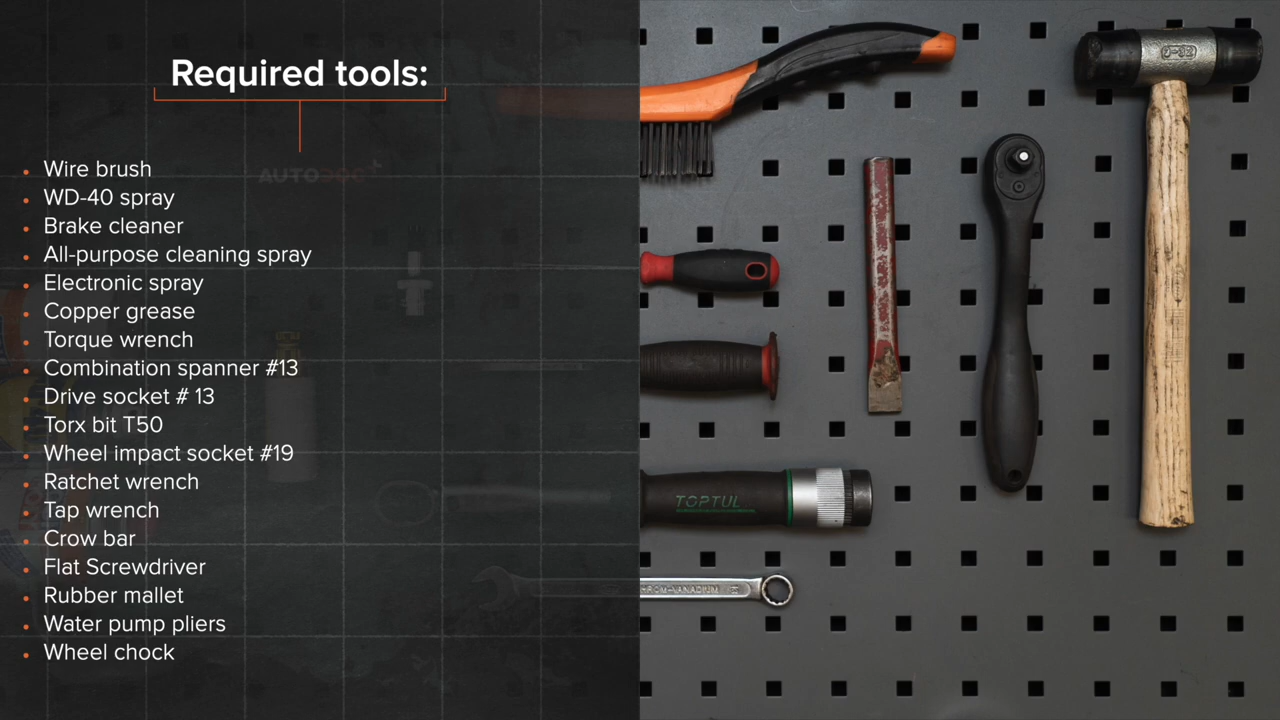 Required tools:
AUTODOC
Wire brush
WD-40 spray
Brake cleaner
All-purpose cleaning spray
Electronic spray
Copper grease
Torque wrench
Combination spanner #13
Drive socket # 13
Torx bit T50
Wheel impact socket #19
Ratchet wrench
Tap wrench
Crow bar
Flat Screwdriver
Rubber mallet
Water pump pliers
Wheel chock
TOPTUL